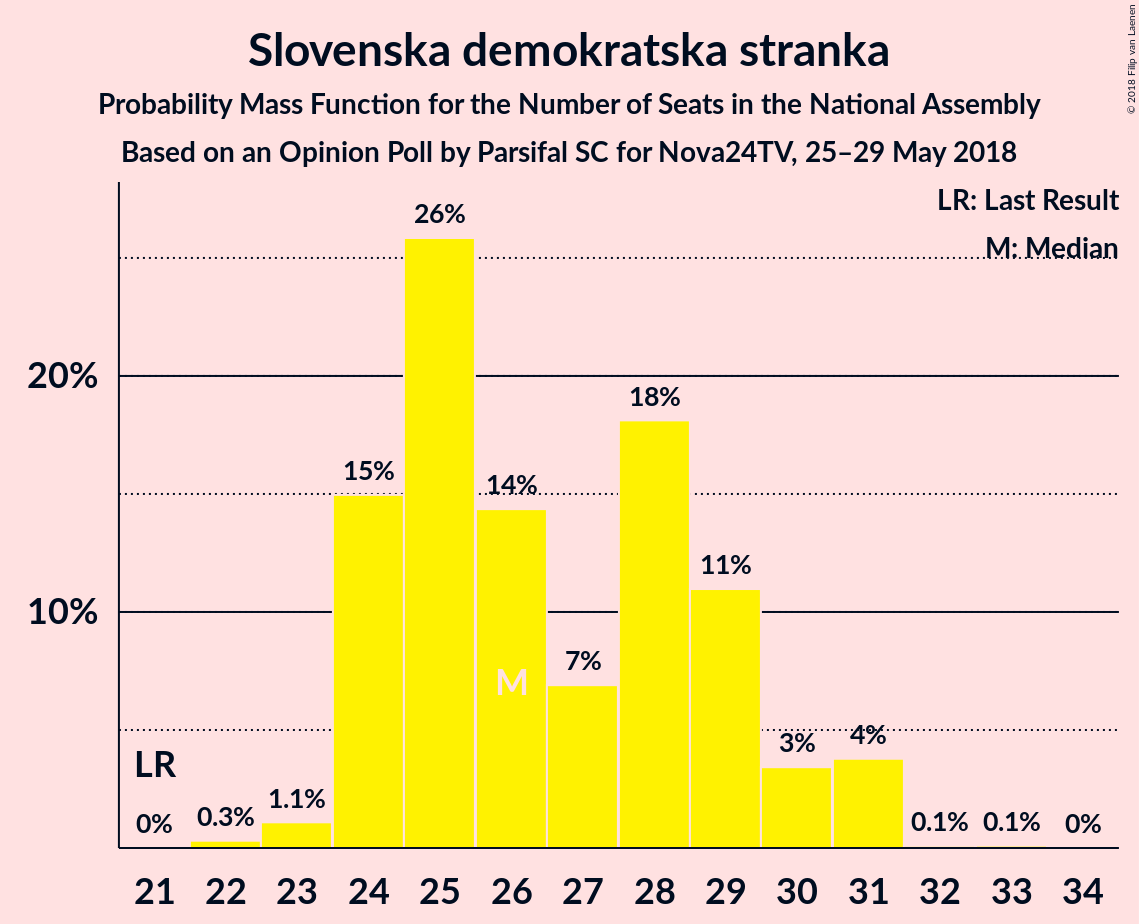 Slovenska demokratska stranka
Probability Mass Function for the Number of Seats in the National Assembly
Based on an Opinion Poll by Parsifal SC for Nova24TV, 25–29 May 2018
© 2018 Filip van Laenen
LR: Last Result
M: Median
26%
20%
18%
15%
14%
11%
10%
7%
M
3%
4%
LR
0%
0.3%
1.1%
0.1%
0.1%
0%
21 22 23 24 25 26 27 28 29 30 31 32 33 34